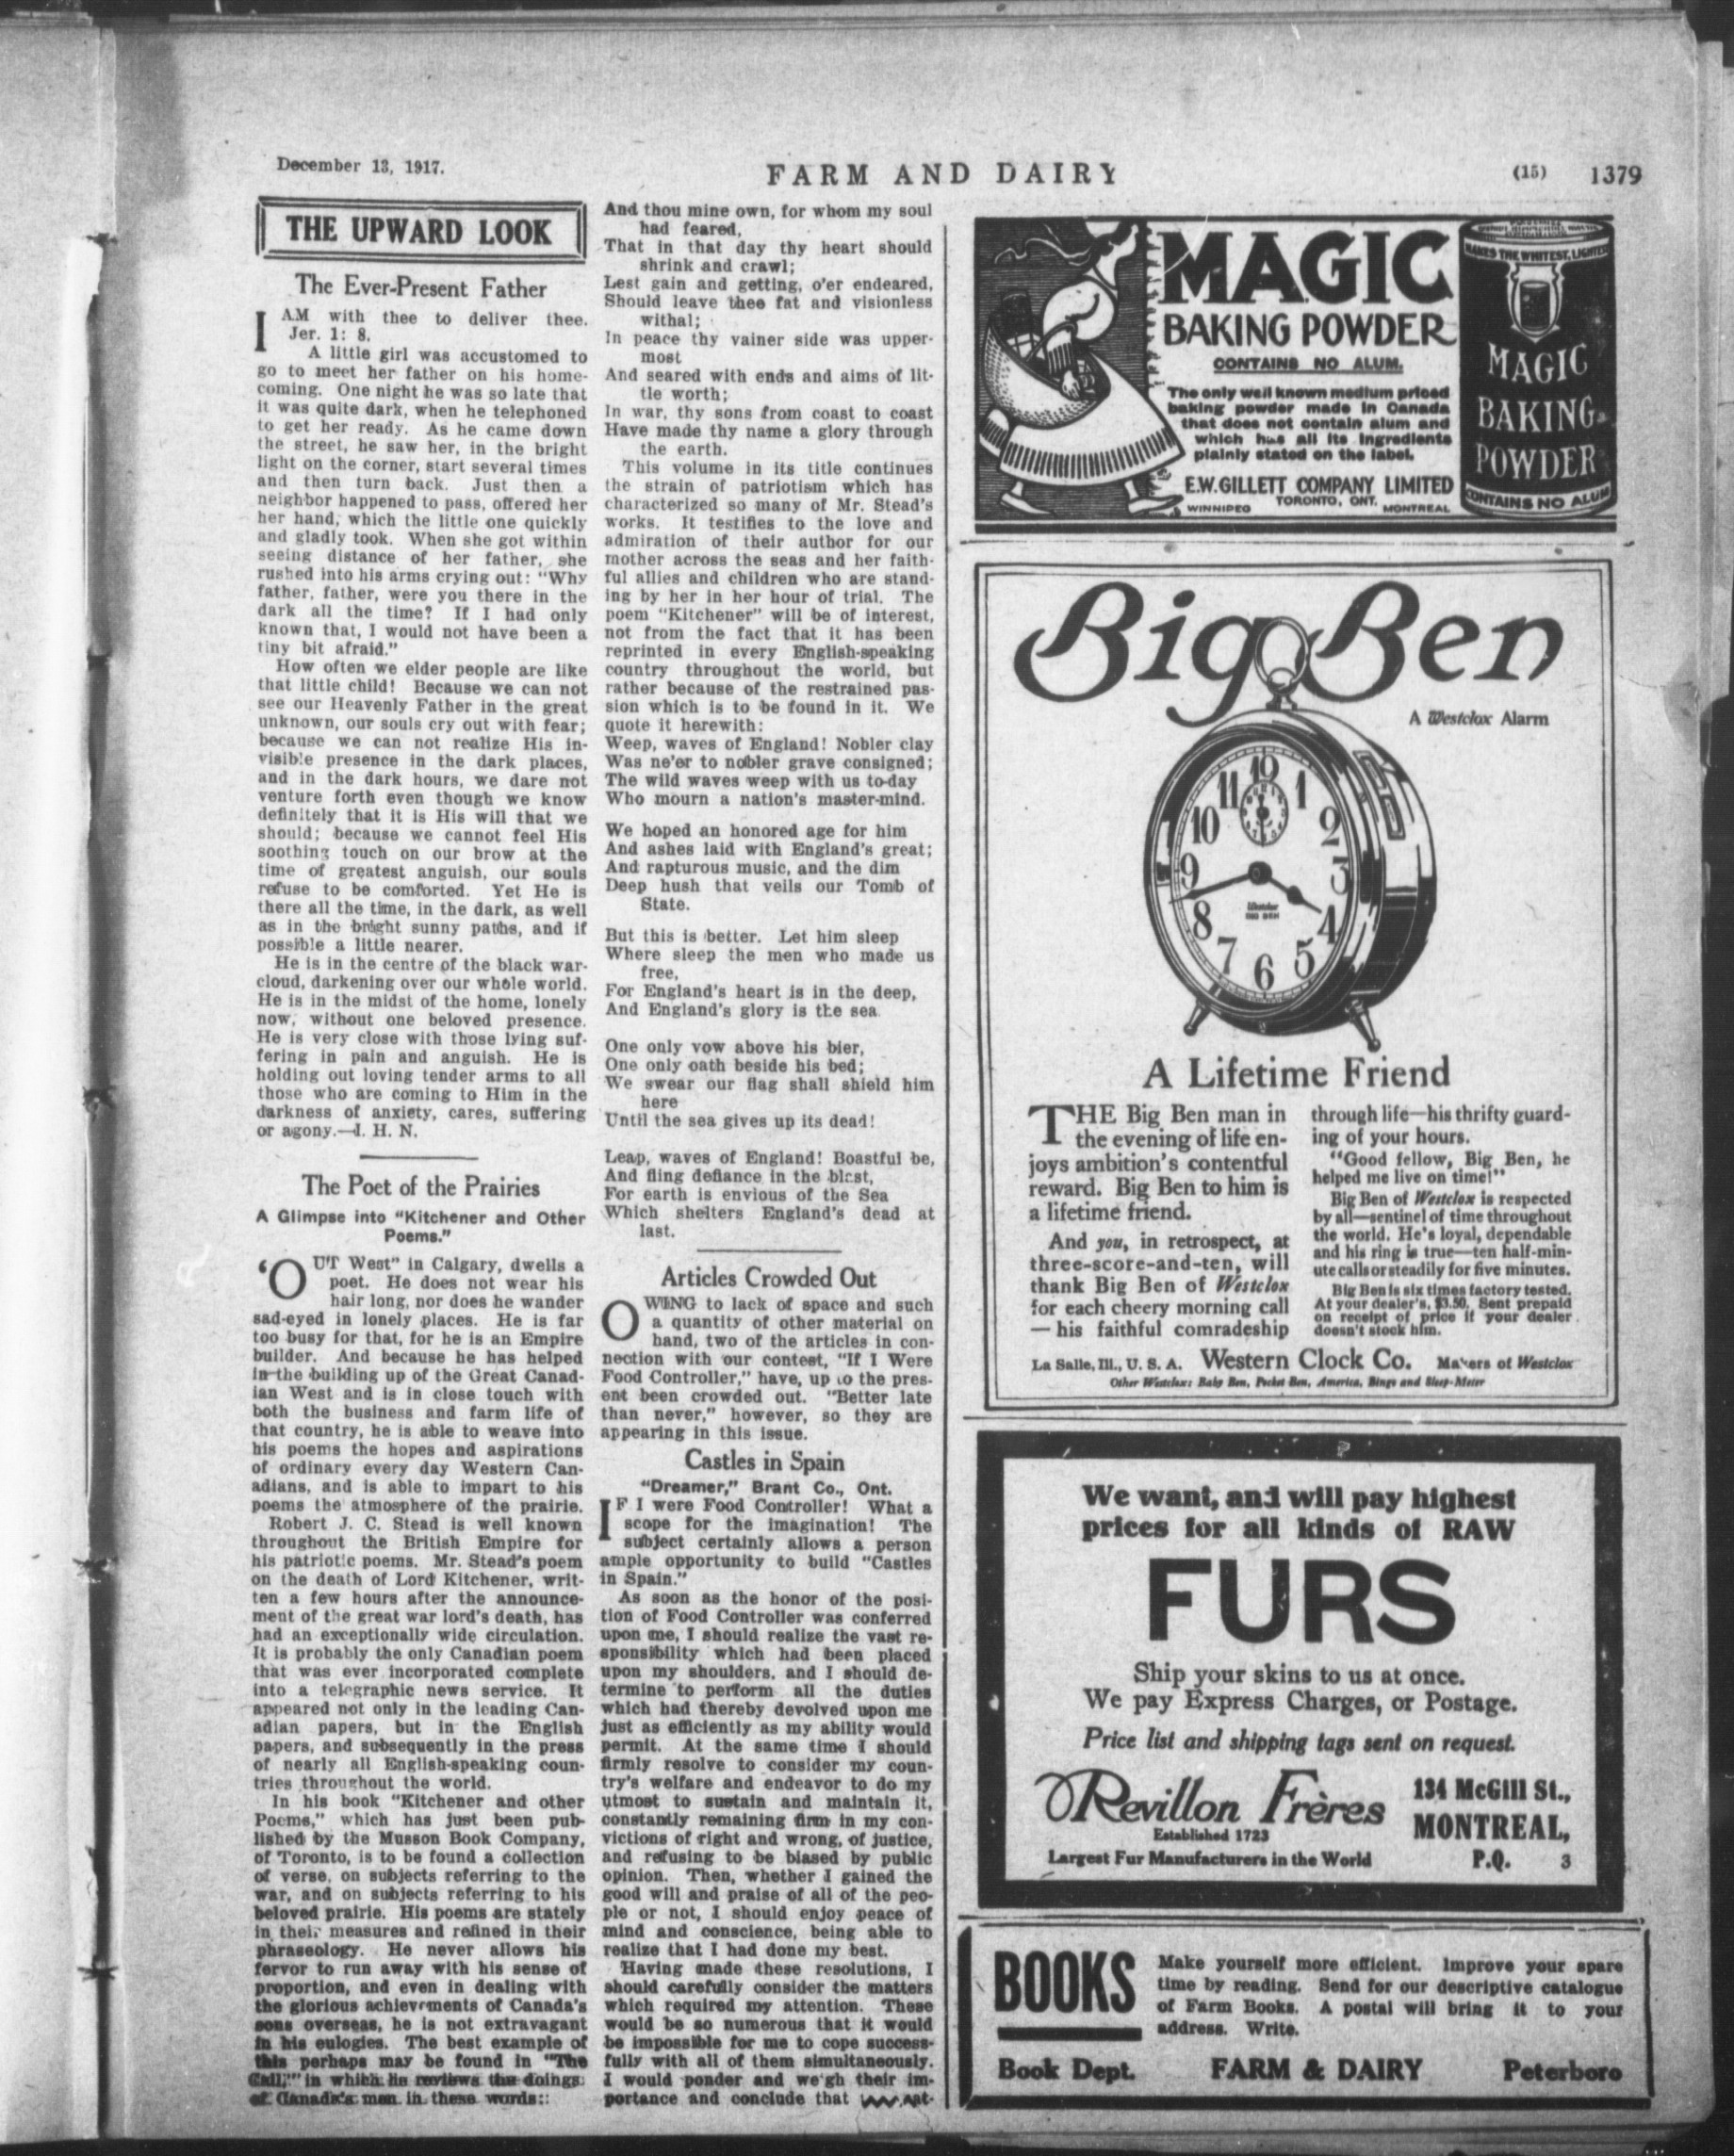 December 13, 1917.
FARM AND DAIRY
(15) 1379
THE UPWARD LOOK
The Ever-Present Father
I AM with thee to deliver thee.
Jer. 1: 8.
A little girl was accustomed to
go to meet her father on his home-
coming. One night he was so late that
it was quite dark, when he telephoned
to get her ready. As he came down
the street, he saw her, in the bright
light on the corner, start several times
and then turn back. Just then a
neighbor happened to pass, offered her
her hand, which the little one quickly
and gladly took. When she got within
seeing distance of her father, she
rushed into his arms crying out: "Why
father, father, were you there in the
dark all the time? If I had only
known that, I would not have been a
tiny bit afraid."
How often we elder people are like
that little child! Because we can not
see our Heavenly Father in the great
unknown, our souls cry out with fear;
because we can not realize His in-
visible presence in the dark places,
and in the dark hours, we dare not
venture forth even though we know
definitely that it is His will that we
should; because we cannot feel His
soothing touch on our brow at the
time of greatest anguish, our souls
refuse to be comforted. Yet He is
there all the time, in the dark, as well
as in the bright sunny paths, and if
possible a little nearer.
He is in the centre of the black war-
cloud, darkening over our whole world.
He is in the midst of the home, lonely
now, without one beloved presence.
He is very close with those lying suf-
fering in pain and anguish. He is
holding out loving tender arms to all
those who are coming to Him in the
darkness of anxiety, cares, suffering
or agony.—I. H. N.
The Poet of the Prairies
A Glimpse into "Kitchener and Other
Poems."
'OUT West" in Calgary, dwells a
poet. He does not wear his
hair long, nor does he wander
sad-eyed in lonely places. He is far
too busy for that, for he is an Empire
builder. And because he has helped
in the building up of the Great Canad-
ian West and is in close touch with
both the business and farm life of
that country, he is able to weave into
his poems the hopes and aspirations
of ordinary every day Western Can-
adians, and is able to impart to his
poems the atmosphere of the prairie.
Robert J. C. Stead is well known
throughout the British Empire for
his patriotic poems. Mr. Stead's poem
on the death of Lord Kitchener, writ-
ten a few hours after the announce-
ment of the great war lord's death, has
had an exceptionally wide circulation.
It is probably the only Canadian poem
that was ever incorporated complete
into a telegraphic news service. It
appeared not only in the leading Can-
adian papers, but in the English
papers, and subsequently in the press
of nearly all English-speaking coun-
tries throughout the world.
In his book "Kitchener and other
Poems," which has just been pub-
lished by the Musson Book Company,
of Toronto, is to be found a collection
of verse, on subjects referring to the
war, and on subjects referring to his
beloved prairie. His poems are stately
in their measures and refined in their
phraseology. He never allows his
fervor to run away with his sense of
proportion, and even in dealing with
the glorious achievements of Canada's
sons overseas, he is not extravagant
in his eulogies. The best example of
this perhaps may be found in "The
Call," in which he reviews the doings
of Canada's men in these words:
And thou mine own, for whom my soul
had feared,
That in that day thy heart should
shrink and crawl;
Lest gain and getting, o'er endeared,
Should leave thee fat and visionless
withal;
In peace thy vainer side was upper-
most
And seared with ends and aims of lit-
tle worth;
In war, thy sons from coast to coast
Have made thy name a glory through
the earth.
This volume in its title continues
the strain of patriotism which has
characterized so many of Mr. Stead's
works. It testifies to the love and
admiration of their author for our
mother across the seas and her faith-
ful allies and children who are stand-
ing by her in her hour of trial. The
poem "Kitchener" will be of interest,
not from the fact that it has been
reprinted in every English-speaking
country throughout the world, but
rather because of the restrained pas-
sion which is to be found in it. We
quote it herewith:
Weep, waves of England! Nobler clay
Was ne'er to nobler grave consigned;
The wild waves weep with us to-day
Who mourn a nation's master-mind.
We hoped an honored age for him
And ashes laid with England's great;
And rapturous music, and the dim
Deep hush that veils our Tomb of
State.
But this is better. Let him sleep
Where sleep the men who made us
free,
For England's heart is in the deep,
And England's glory is the sea.
One only vow above his bier,
One only oath beside his bed;
We swear our flag shall shield him
here
Until the sea gives up its dead!
Leap, waves of England! Boastful be,
And fling defiance in the blast,
For earth is envious of the Sea
Which shelters England's dead at
last.
Articles Crowded Out
OWING to lack of space and such
a quantity of other material on
hand, two of the articles in con-
nection with our contest, "If I Were
Food Controller," have, up to the pres-
ent been crowded out. "Better late
than never," however, so they are
appearing in this issue.
Castles in Spain
"Dreamer," Brant Co., Ont.
IF I were Food Controller! What a
scope for the imagination! The
subject certainly allows a person
ample opportunity to build "Castles
in Spain."
As soon as the honor of the posi-
tion of Food Controller was conferred
upon me, I should realize the vast re-
sponsibility which had been placed
upon my shoulders, and I should de-
termine to perform all the duties
which had thereby devolved upon me
just as efficiently as my ability would
permit. At the same time I should
firmly resolve to consider my coun-
try's welfare and endeavor to do my
utmost to sustain and maintain it,
constantly remaining firm in my con-
victions of right and wrong, of justice,
and refusing to be biased by public
opinion. Then, whether I gained the
good will and praise of all of the peo-
ple or not, I should enjoy peace of
mind and conscience, being able to
realize that I had done my best.
Having made these resolutions, I
should carefully consider the matters
which required my attention. These
would be so numerous that it would
be impossible for me to cope success-
fully with all of them simultaneously.
I would ponder and weigh their im-
portance and conclude that
MAGIC
BAKING POWDER
CONTAINS NO ALUM.
The only well known medium priced
baking powder made in Canada
that does not contain alum and
which has all its ingredients
plainly stated on the label.
E.W. GILLETT COMPANY LIMITED
TORONTO, ONT.
WINNIPEG MONTREAL
MAKES THE WHITEST, LIGHTEST
MAGIC
BAKING
POWDER
CONTAINS NO ALUM
Big Ben
A Westclox Alarm
12 1 2 3 4 5 6 7 8 9 10 11
Westclox
BIG BEN
A Lifetime Friend
THE Big Ben man in
the evening of life en-
joys ambition's contentful
reward. Big Ben to him is
a lifetime friend.
And you, in retrospect, at
three-score-and-ten, will
thank Big Ben of Westclox
for each cheery morning call
—his faithful comradeship
through life—his thrifty guard-
ing of your hours.
"Good fellow, Big Ben, he
helped me live on time!"
Big Ben of Westclox is respected
by all—sentinel of time throughout
the world. He's loyal, dependable
and his ring is true—ten half-min-
ute calls or steadily for five minutes.
Big Ben is six times factory tested.
At your dealer's, $3.50. Sent prepaid
on receipt of price if your dealer
doesn't stock him.
La Salle, Ill., U. S. A. Western Clock Co. Makers of Westclox
Other Westclox: Baby Ben, Pocket Ben, America, Bingo and Sleep-Meter
We want, and will pay highest
prices for all kinds of RAW
FURS
Ship your skins to us at once.
We pay Express Charges, or Postage.
Price list and shipping tags sent on request.
Revillon Frères
Established 1723
Largest Fur Manufacturers in the World
134 McGill St.,
MONTREAL,
P.Q. 3
BOOKS
Make yourself more efficient. Improve your spare
time by reading. Send for our descriptive catalogue
of Farm Books. A postal will bring it to your
address. Write.
Book Dept. FARM & DAIRY Peterboro